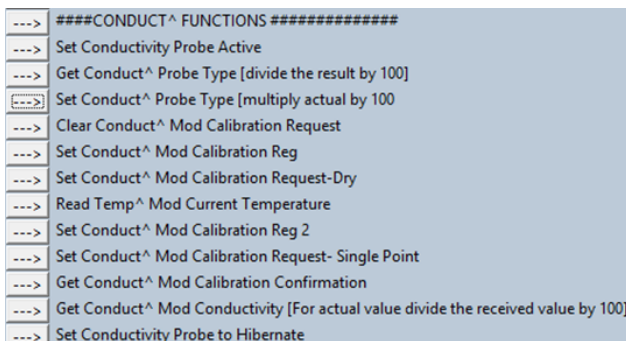 ---> ####CONDUCT^ FUNCTIONS ##############
---> Set Conductivity Probe Active
---> Get Conduct^ Probe Type [divide the result by 100]
---> Set Conduct^ Probe Type [multiply actual by 100
---> Clear Conduct^ Mod Calibration Request
---> Set Conduct^ Mod Calibration Reg
---> Set Conduct^ Mod Calibration Request-Dry
---> Read Temp^ Mod Current Temperature
---> Set Conduct^ Mod Calibration Reg 2
---> Set Conduct^ Mod Calibration Request- Single Point
---> Get Conduct^ Mod Calibration Confirmation
---> Get Conduct^ Mod Conductivity [For actual value divide the received value by 100]
---> Set Conductivity Probe to Hibernate